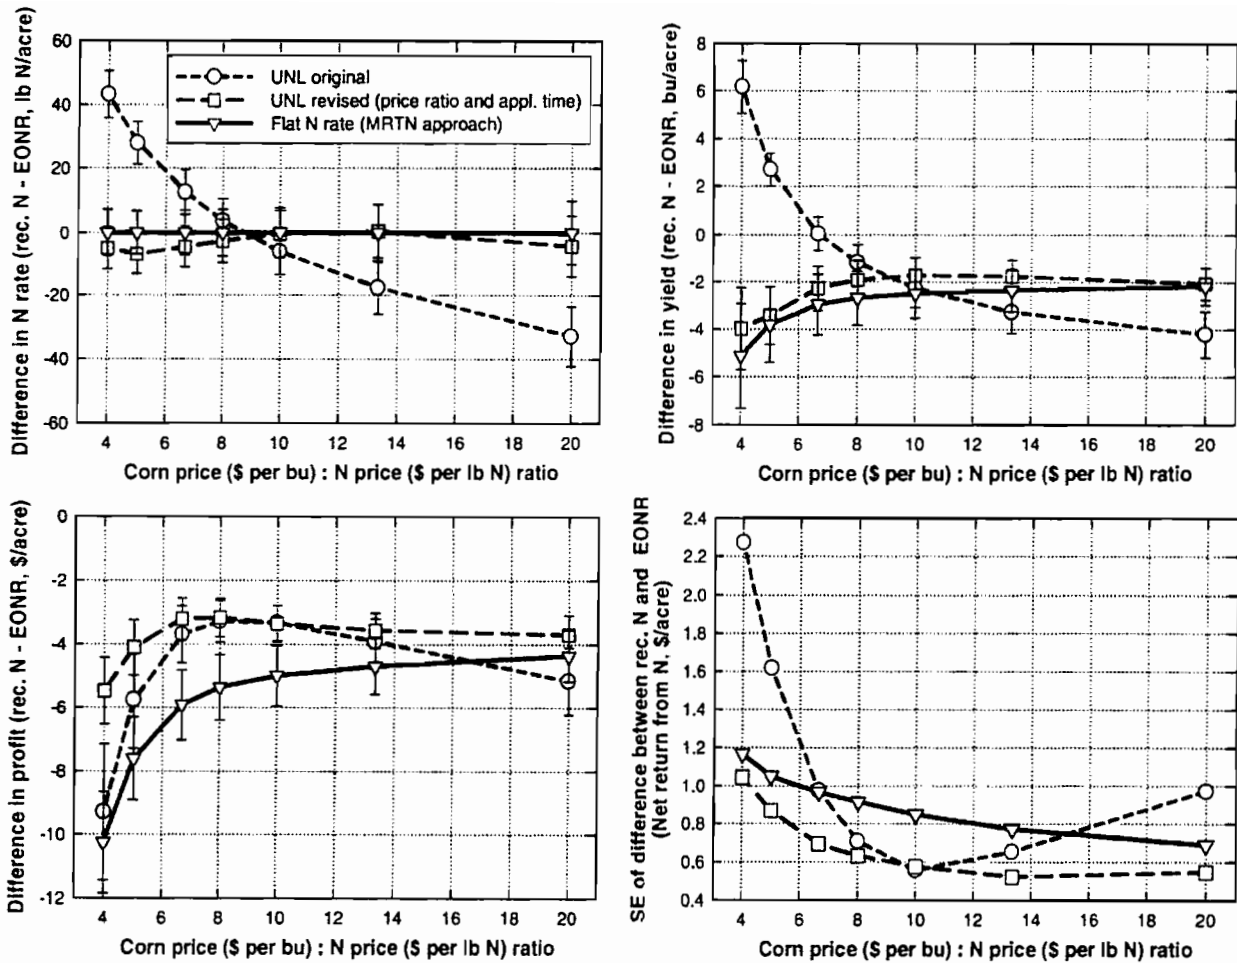 Difference in N rate (rec. N - EONR, lb N/acre)
60
40
20
0
-20
-40
-60
UNL original
UNL revised (price ratio and appl. time)
Flat N rate (MRTN approach)
4 6 8 10 12 14 16 18 20
Corn price ($ per bu) : N price ($ per lb N) ratio
Difference in yield (rec. N - EONR, bu/acre)
8
6
4
2
0
-2
-4
-6
-8
4 6 8 10 12 14 16 18 20
Corn price ($ per bu) : N price ($ per lb N) ratio
Difference in profit (rec. N - EONR, $/acre)
0
-2
-4
-6
-8
-10
-12
4 6 8 10 12 14 16 18 20
Corn price ($ per bu) : N price ($ per lb N) ratio
SE of difference between rec. N and EONR
(Net return from N, $/acre)
2.4
2.2
2.0
1.8
1.6
1.4
1.2
1.0
0.8
0.6
0.4
4 6 8 10 12 14 16 18 20
Corn price ($ per bu) : N price ($ per lb N) ratio